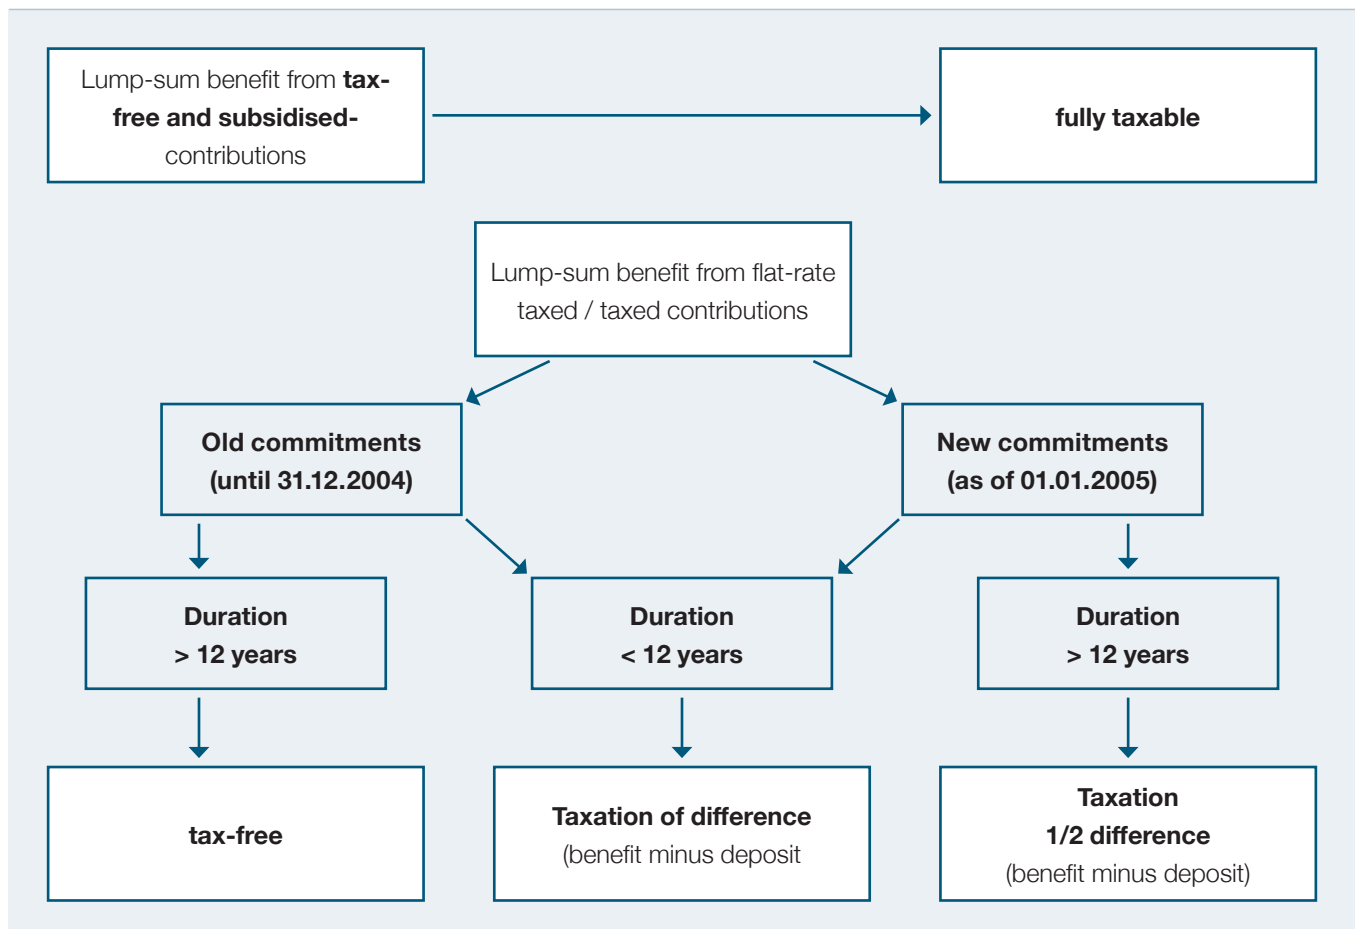 Lump-sum benefit from tax-
free and subsidised-
contributions
fully taxable
Lump-sum benefit from flat-rate
taxed / taxed contributions
Old commitments
(until 31.12.2004)
New commitments
(as of 01.01.2005)
Duration
> 12 years
Duration
< 12 years
Duration
> 12 years
tax-free
Taxation of difference
(benefit minus deposit
Taxation
1/2 difference
(benefit minus deposit)